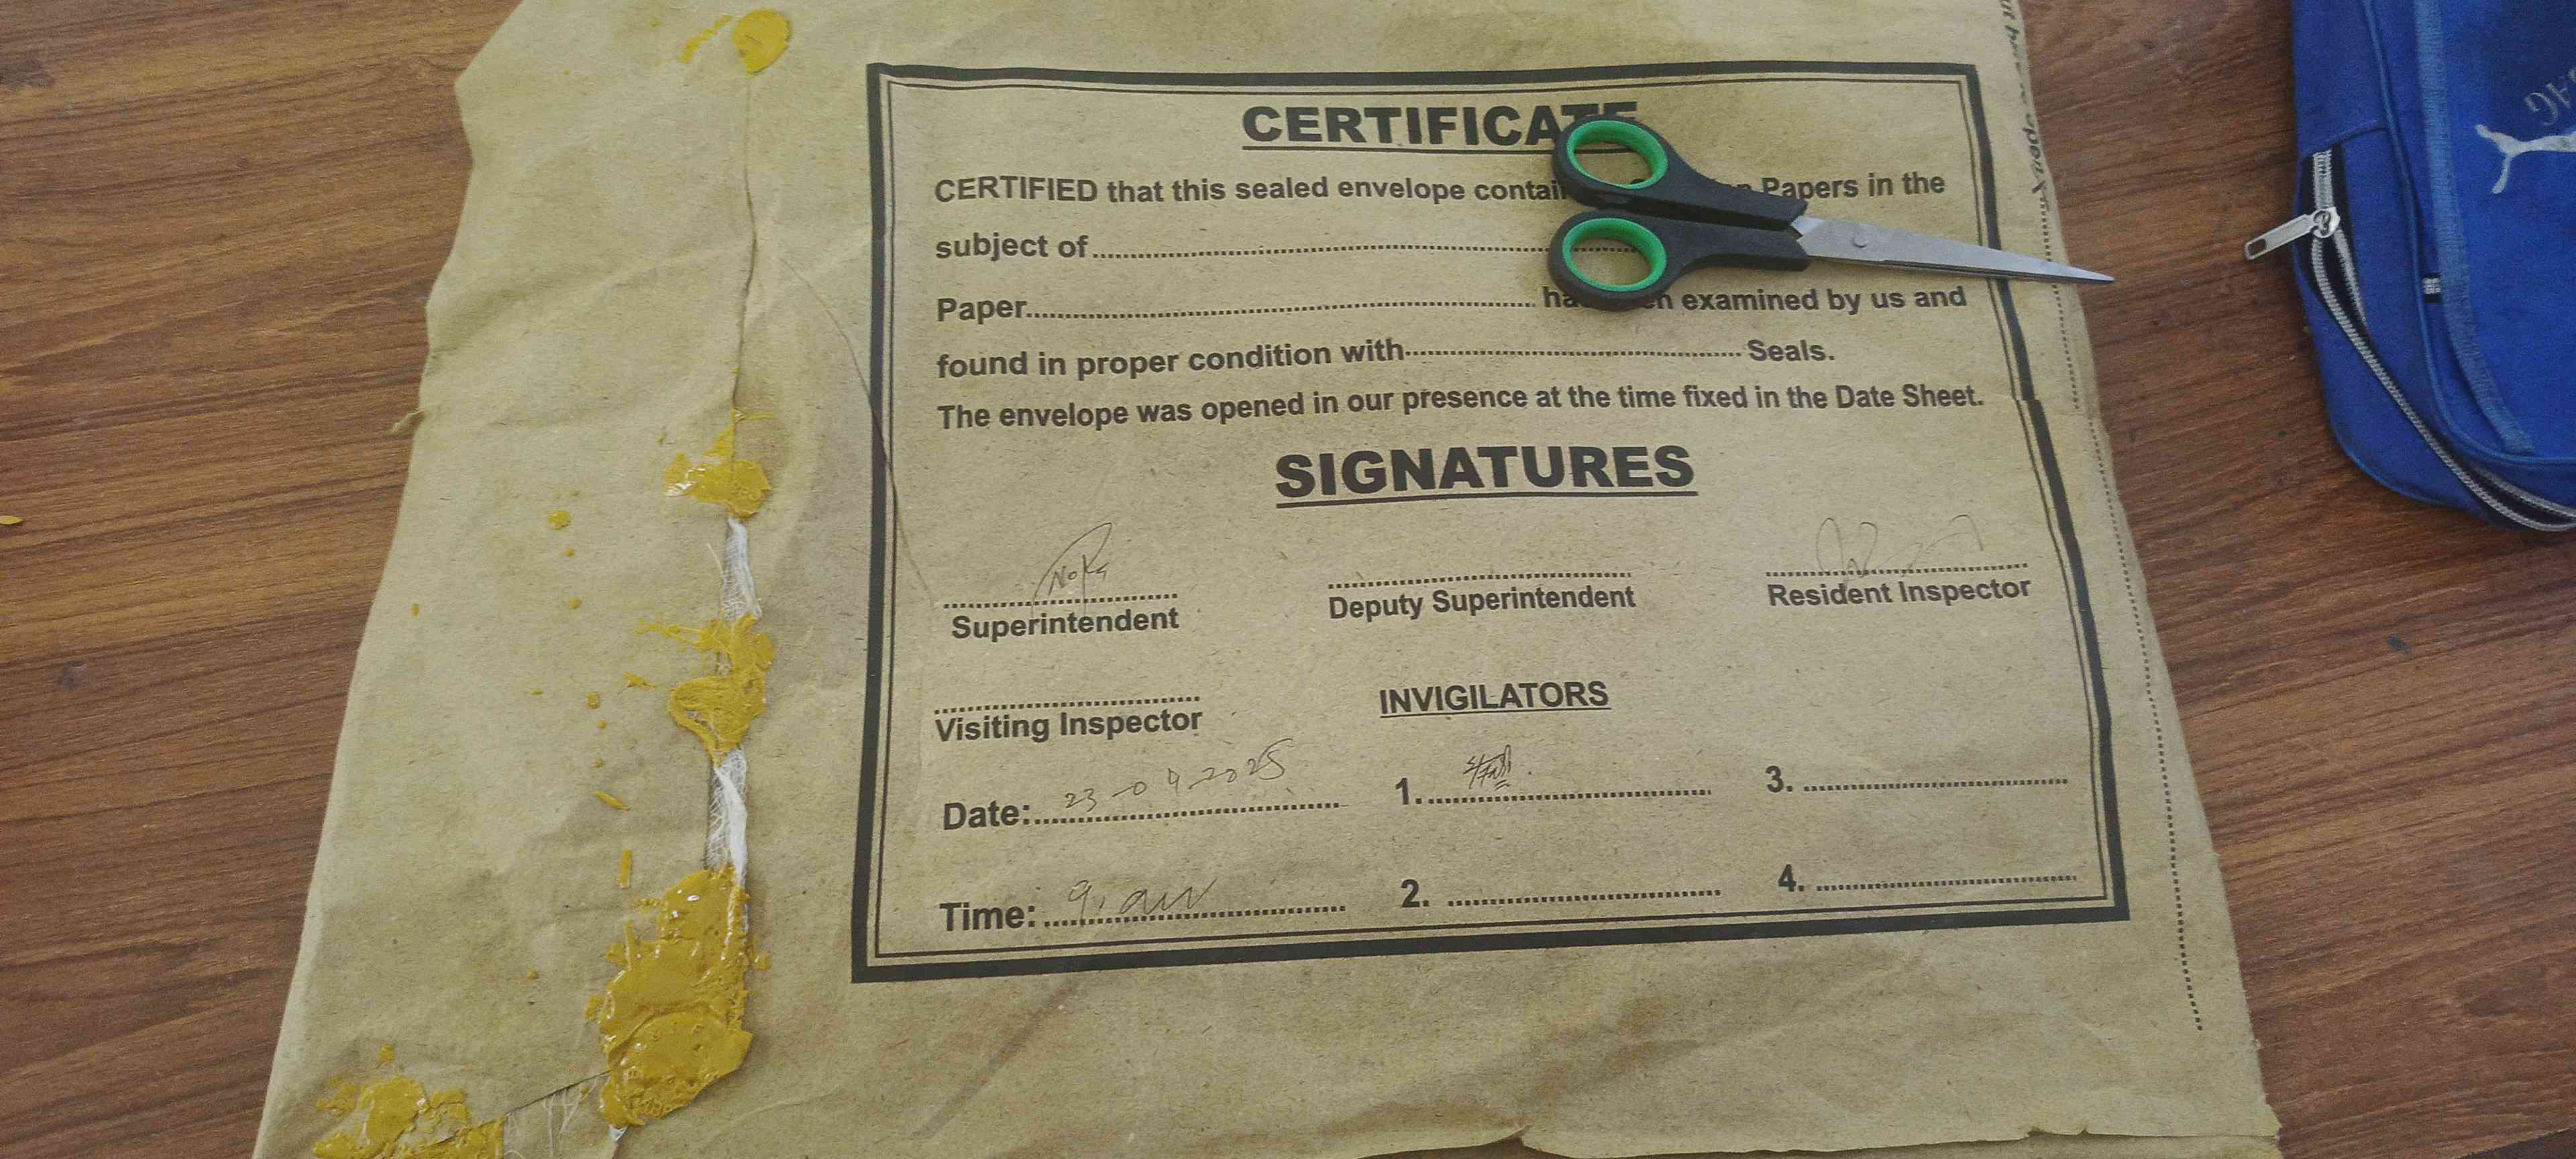 CERTIFICATE
CERTIFIED that this sealed envelope contai Papers in the
subject of
Paper ha en examined by us and
found in proper condition with Seals.
The envelope was opened in our presence at the time fixed in the Date Sheet.
SIGNATURES
Superintendent
Deputy Superintendent
Resident Inspector
Visiting Inspector
INVIGILATORS
Date: 23-04-2025
1.
3.
Time: 9. am
2.
4.